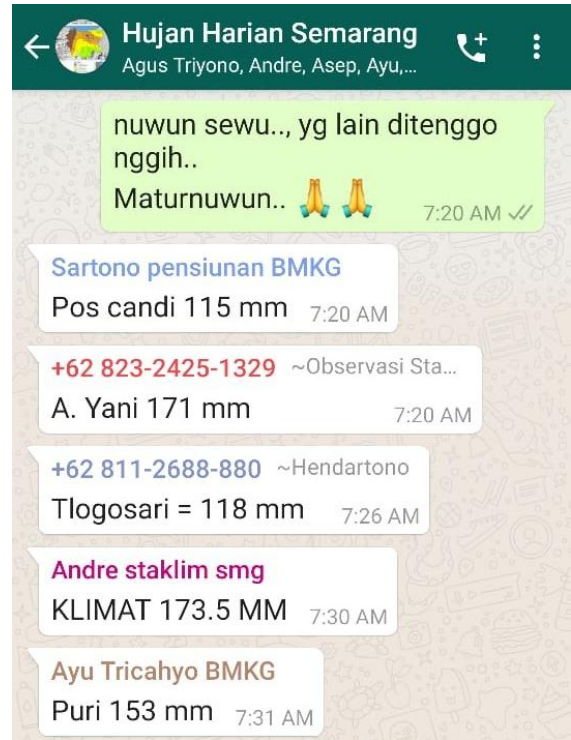 Hujan Harian Semarang
Agus Triyono, Andre, Asep, Ayu,...
nuwun sewu.., yg lain ditenggo
nggih..
Maturnuwun.. 🙏 🙏 7:20 AM
Sartono pensiunan BMKG
Pos candi 115 mm 7:20 AM
+62 823-2425-1329 ~Observasi Sta...
A. Yani 171 mm 7:20 AM
+62 811-2688-880 ~Hendartono
Tlogosari = 118 mm 7:26 AM
Andre staklim smg
KLIMAT 173.5 MM 7:30 AM
Ayu Tricahyo BMKG
Puri 153 mm 7:31 AM